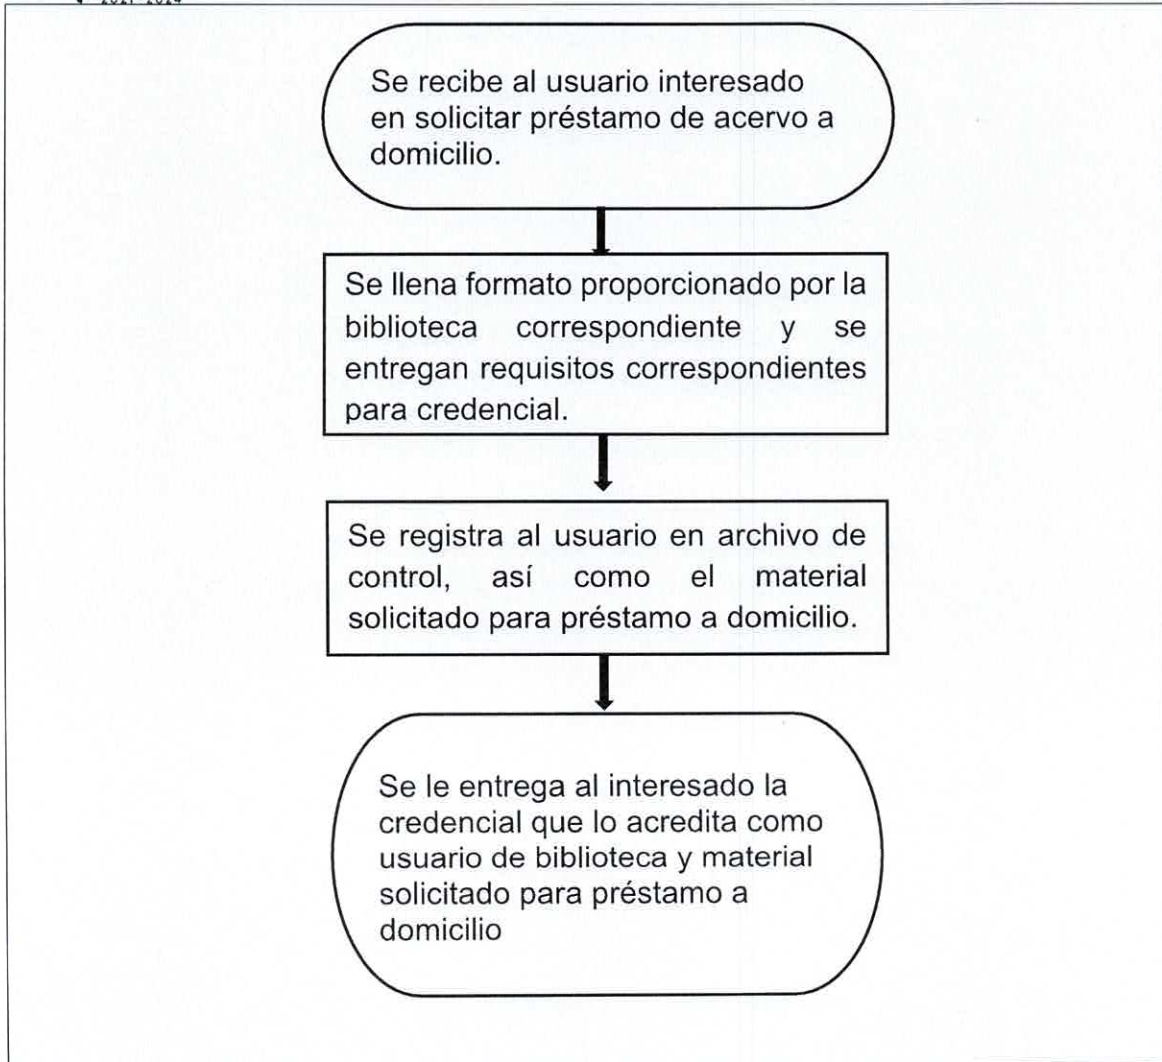 Se recibe al usuario interesado
en solicitar préstamo de acervo a
domicilio.
Se llena formato proporcionado por la
biblioteca correspondiente y se
entregan requisitos correspondientes
para credencial.
Se registra al usuario en archivo de
control, así como el material
solicitado para préstamo a domicilio.
Se le entrega al interesado la
credencial que lo acredita como
usuario de biblioteca y material
solicitado para préstamo a
domicilio